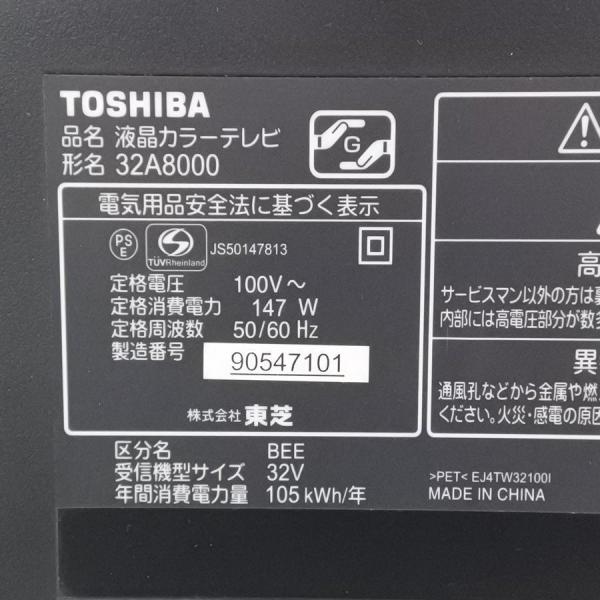 TOSHIBA
品名 液晶カラーテレビ
形名 32A8000
G
電気用品安全法に基づく表示
PS
E
TÜVRheinland
JS50147813
定格電圧 100V～
定格消費電力 147 W
定格周波数 50/60 Hz
製造番号 90547101
株式会社 東芝
区分名 BEE
受信機型サイズ 32V
年間消費電力量 105 kWh/年
高
サービスマン以外の方は
内部には高電圧部分が数
異
通風孔などから金属や燃
ください。火災・感電の原因
>PET< EJ4TW32100I
MADE IN CHINA